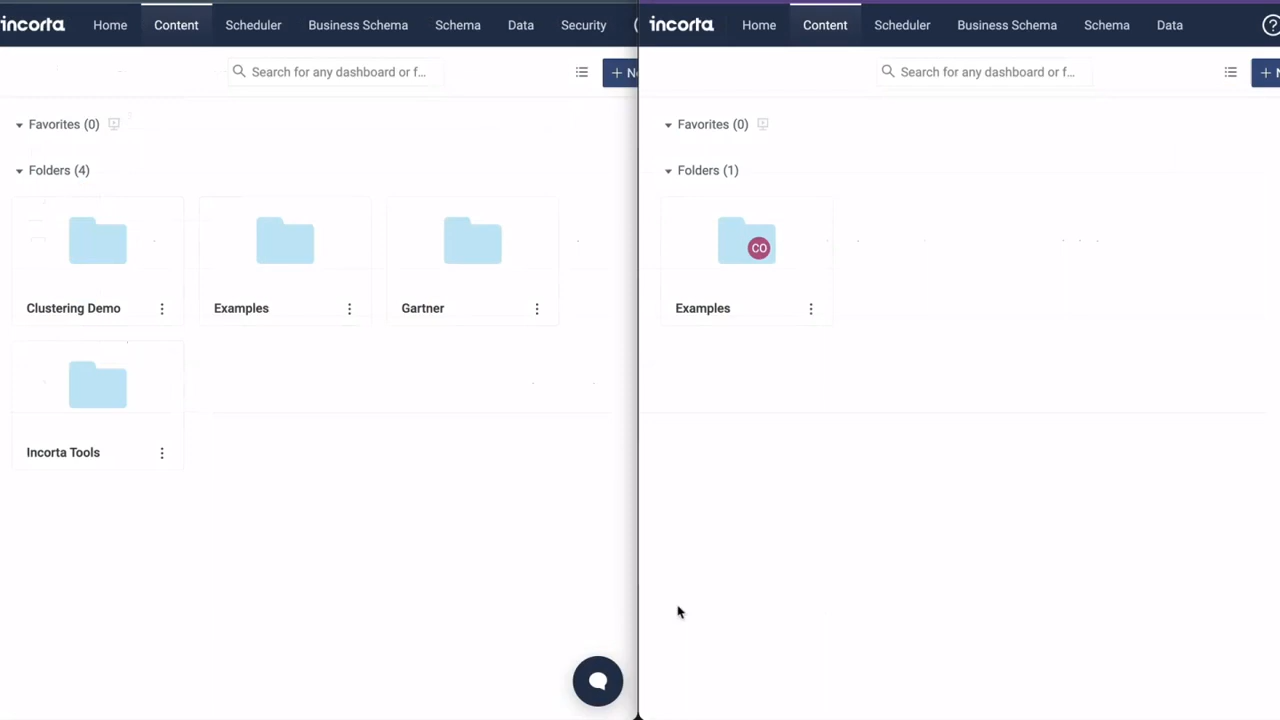 incorta Home Content Scheduler Business Schema Schema Data Security
Search for any dashboard or f...
+ N
Favorites (0)
Folders (4)
Clustering Demo
Examples
Gartner
Incorta Tools
incorta Home Content Scheduler Business Schema Schema Data ?
Search for any dashboard or f...
+
Favorites (0)
Folders (1)
CO
Examples